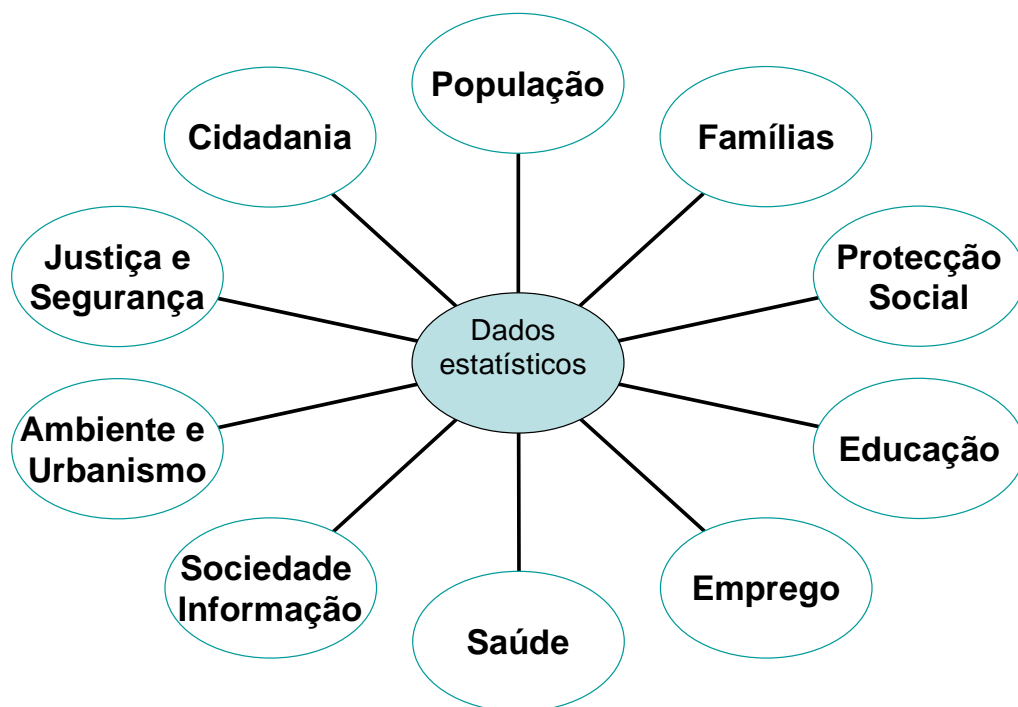 População
Cidadania
Famílias
Justiça e
Segurança
Protecção
Social
Dados
estatísticos
Ambiente e
Urbanismo
Educação
Sociedade
Informação
Emprego
Saúde